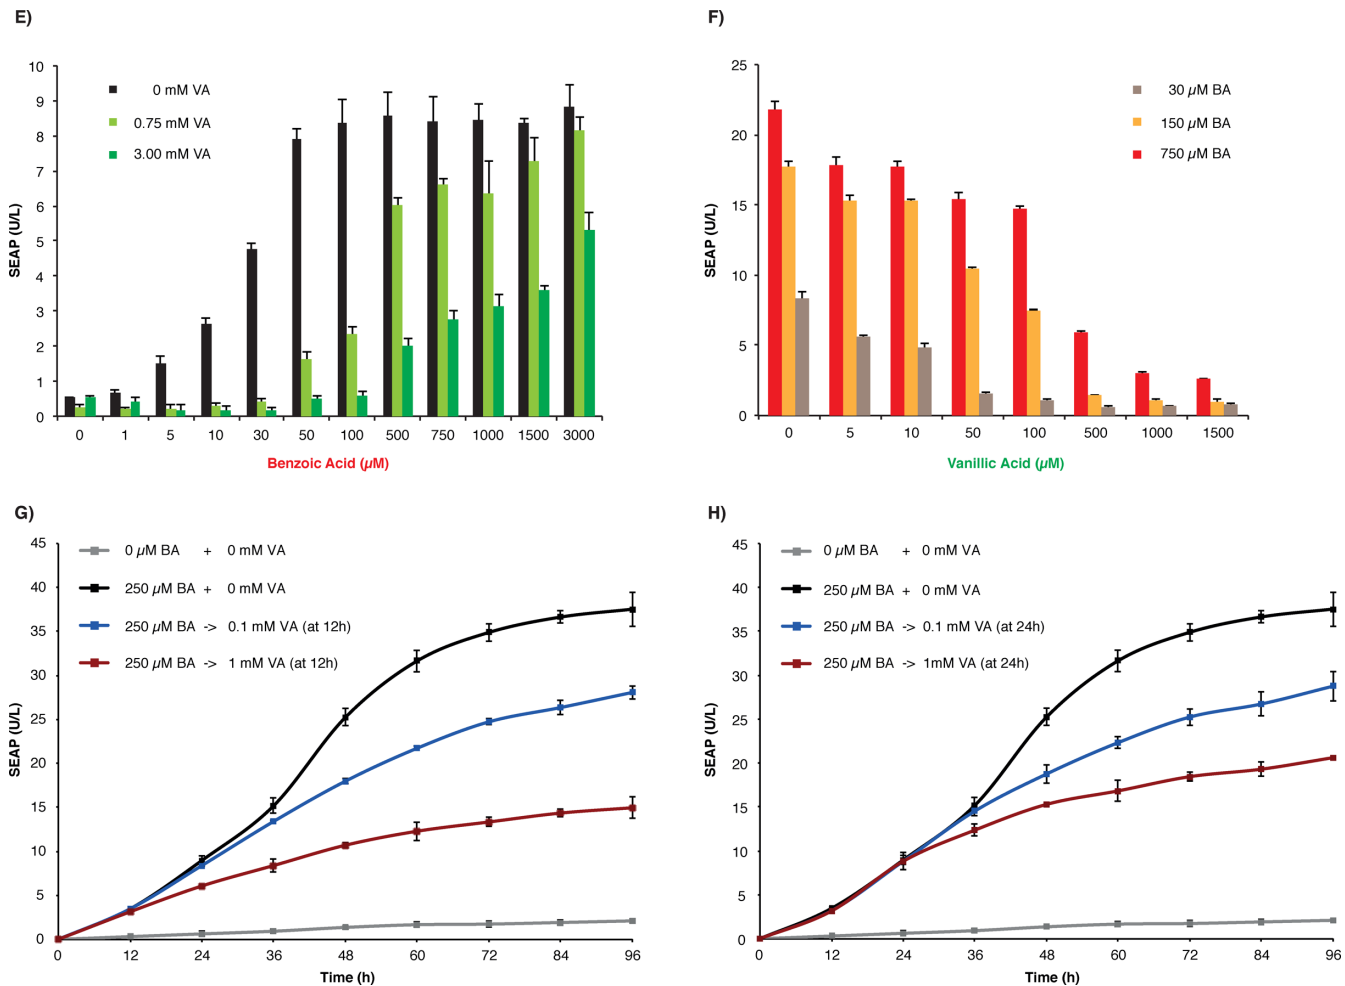 E)
10
9
8
7
6
5
4
3
2
1
0
SEAP (U/L)
0 mM VA
0.75 mM VA
3.00 mM VA
0 1 5 10 30 50 100 500 750 1000 1500 3000
Benzoic Acid (µM)
F)
25
20
15
10
5
0
SEAP (U/L)
30 µM BA
150 µM BA
750 µM BA
0 5 10 50 100 500 1000 1500
Vanillic Acid (µM)
G)
45
40
35
30
25
20
15
10
5
0
SEAP (U/L)
0 µM BA + 0 mM VA
250 µM BA + 0 mM VA
250 µM BA -> 0.1 mM VA (at 12h)
250 µM BA -> 1 mM VA (at 12h)
0 12 24 36 48 60 72 84 96
Time (h)
H)
45
40
35
30
25
20
15
10
5
0
SEAP (U/L)
0 µM BA + 0 mM VA
250 µM BA + 0 mM VA
250 µM BA -> 0.1 mM VA (at 24h)
250 µM BA -> 1mM VA (at 24h)
0 12 24 36 48 60 72 84 96
Time (h)